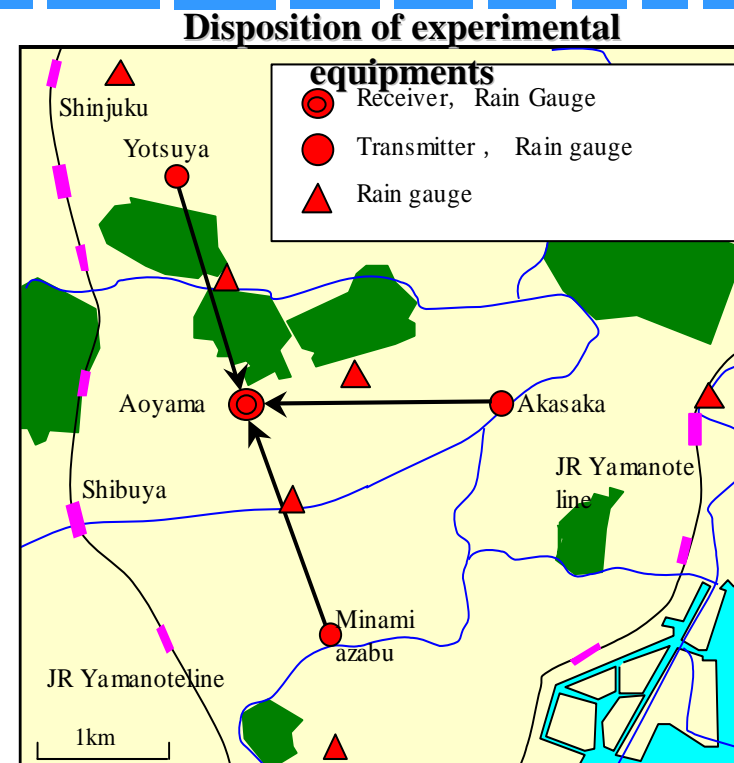 Disposition of experimental
equipments
Receiver, Rain Gauge
Transmitter , Rain gauge
Rain gauge
Shinjuku
Yotsuya
Aoyama
Akasaka
JR Yamanote
line
Shibuya
Minami
azabu
JR Yamanoteline
1km